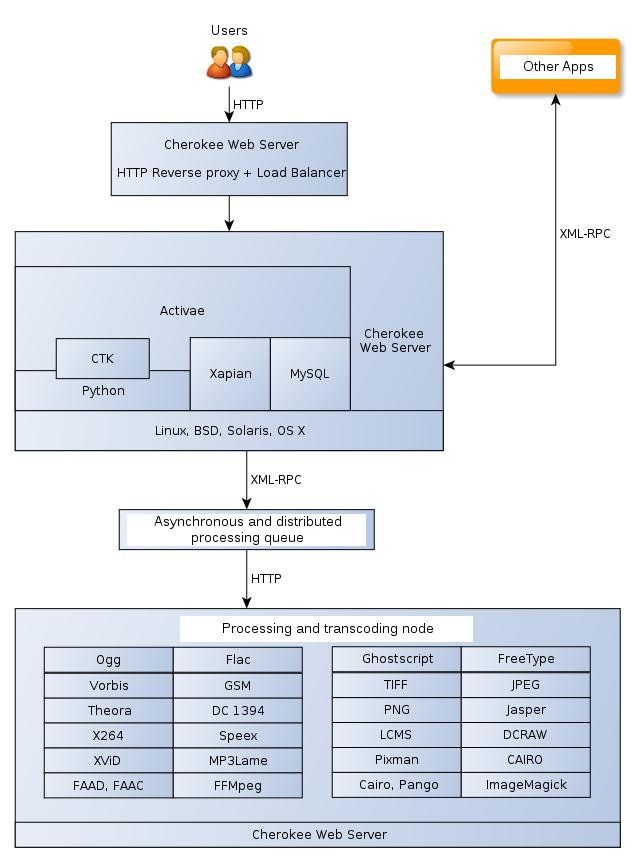 Users
Other Apps
HTTP
Cherokee Web Server
HTTP Reverse proxy + Load Balancer
XML-RPC
Activae
Cherokee
Web Server
CTK
Xapian
MySQL
Python
Linux, BSD, Solaris, OS X
XML-RPC
Asynchronous and distributed
processing queue
HTTP
Processing and transcoding node
Ogg
Flac
Vorbis
GSM
Theora
DC 1394
X264
Speex
XViD
MP3Lame
FAAD, FAAC
FFMpeg
Ghostscript
FreeType
TIFF
JPEG
PNG
Jasper
LCMS
DCRAW
Pixman
CAIRO
Cairo, Pango
ImageMagick
Cherokee Web Server